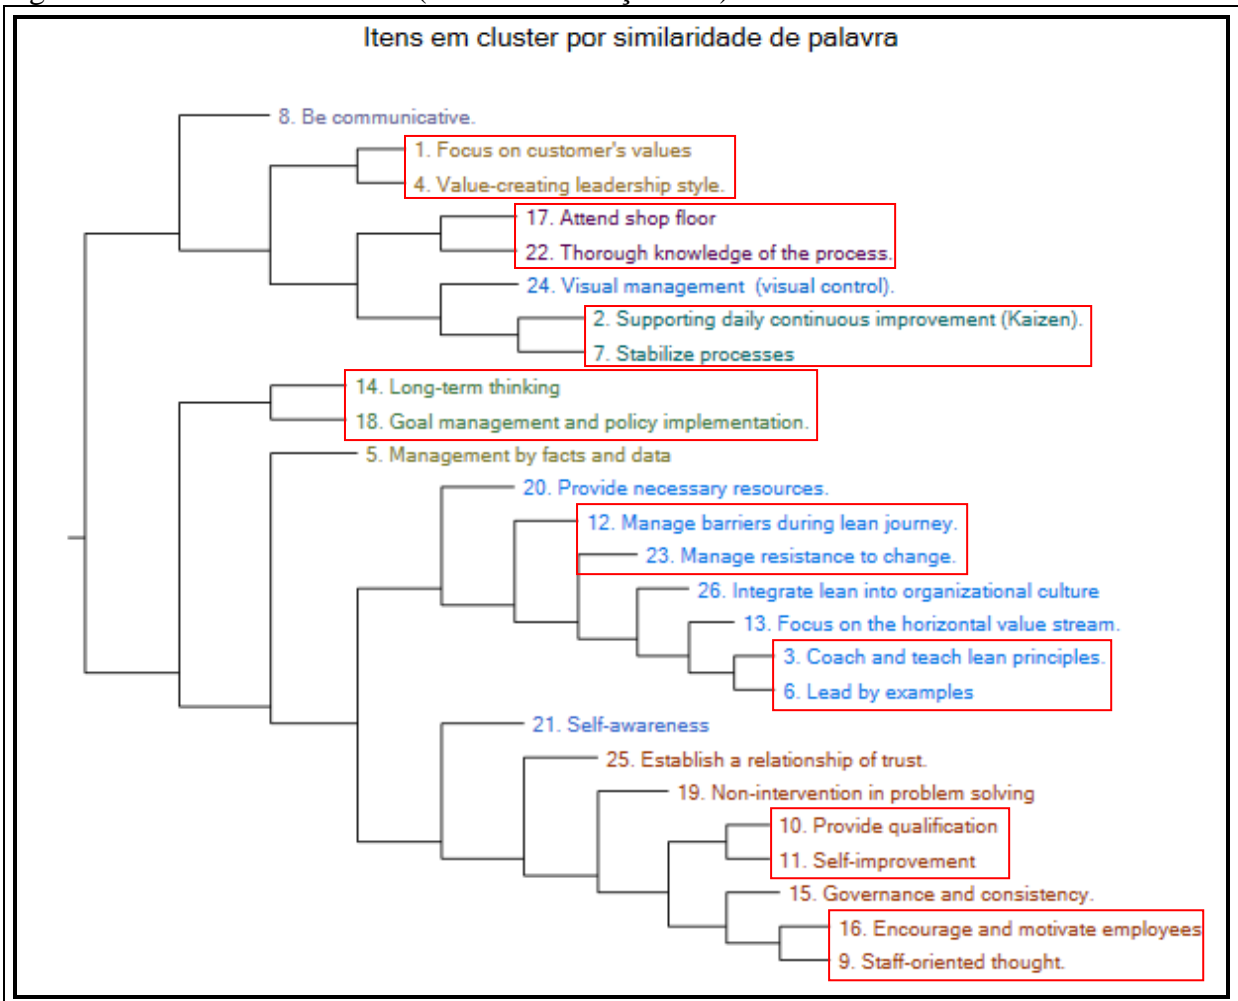 Itens em cluster por similaridade de palavra
8. Be communicative.
1. Focus on customer's values
4. Value-creating leadership style.
17. Attend shop floor
22. Thorough knowledge of the process.
24. Visual management (visual control).
2. Supporting daily continuous improvement (Kaizen).
7. Stabilize processes
14. Long-term thinking
18. Goal management and policy implementation.
5. Management by facts and data
20. Provide necessary resources.
12. Manage barriers during lean journey.
23. Manage resistance to change.
26. Integrate lean into organizational culture
13. Focus on the horizontal value stream.
3. Coach and teach lean principles.
6. Lead by examples
21. Self-awareness
25. Establish a relationship of trust.
19. Non-intervention in problem solving
10. Provide qualification
11. Self-improvement
15. Governance and consistency.
16. Encourage and motivate employees
9. Staff-oriented thought.